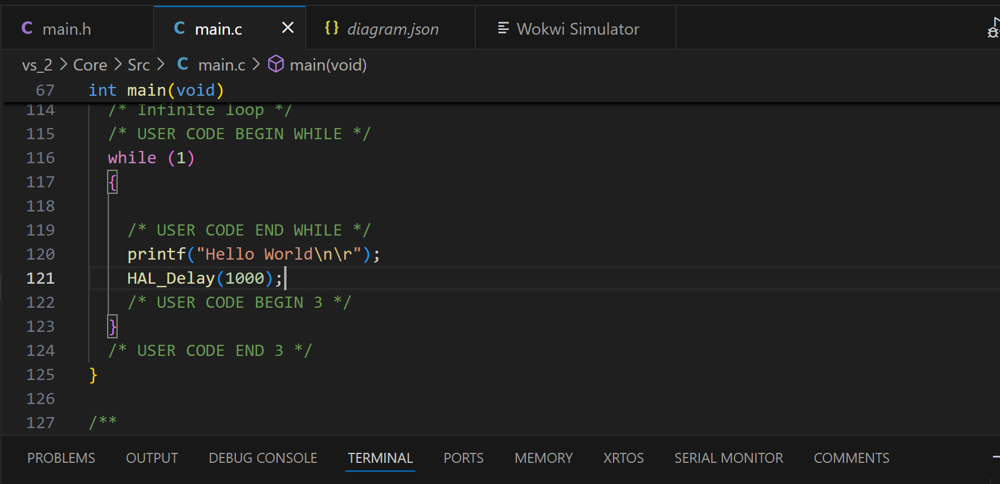 C main.h C main.c × {} diagram.json Wokwi Simulator
vs_2 > Core > Src > C main.c > main(void)
67 int main(void)
114 /* Infinite loop */
115 /* USER CODE BEGIN WHILE */
116 while (1)
117 {
118
119 /* USER CODE END WHILE */
120 printf("Hello World\n\r");
121 HAL_Delay(1000);
122 /* USER CODE BEGIN 3 */
123 }
124 /* USER CODE END 3 */
125 }
126
127 /**
PROBLEMS OUTPUT DEBUG CONSOLE TERMINAL PORTS MEMORY XRTOS SERIAL MONITOR COMMENTS